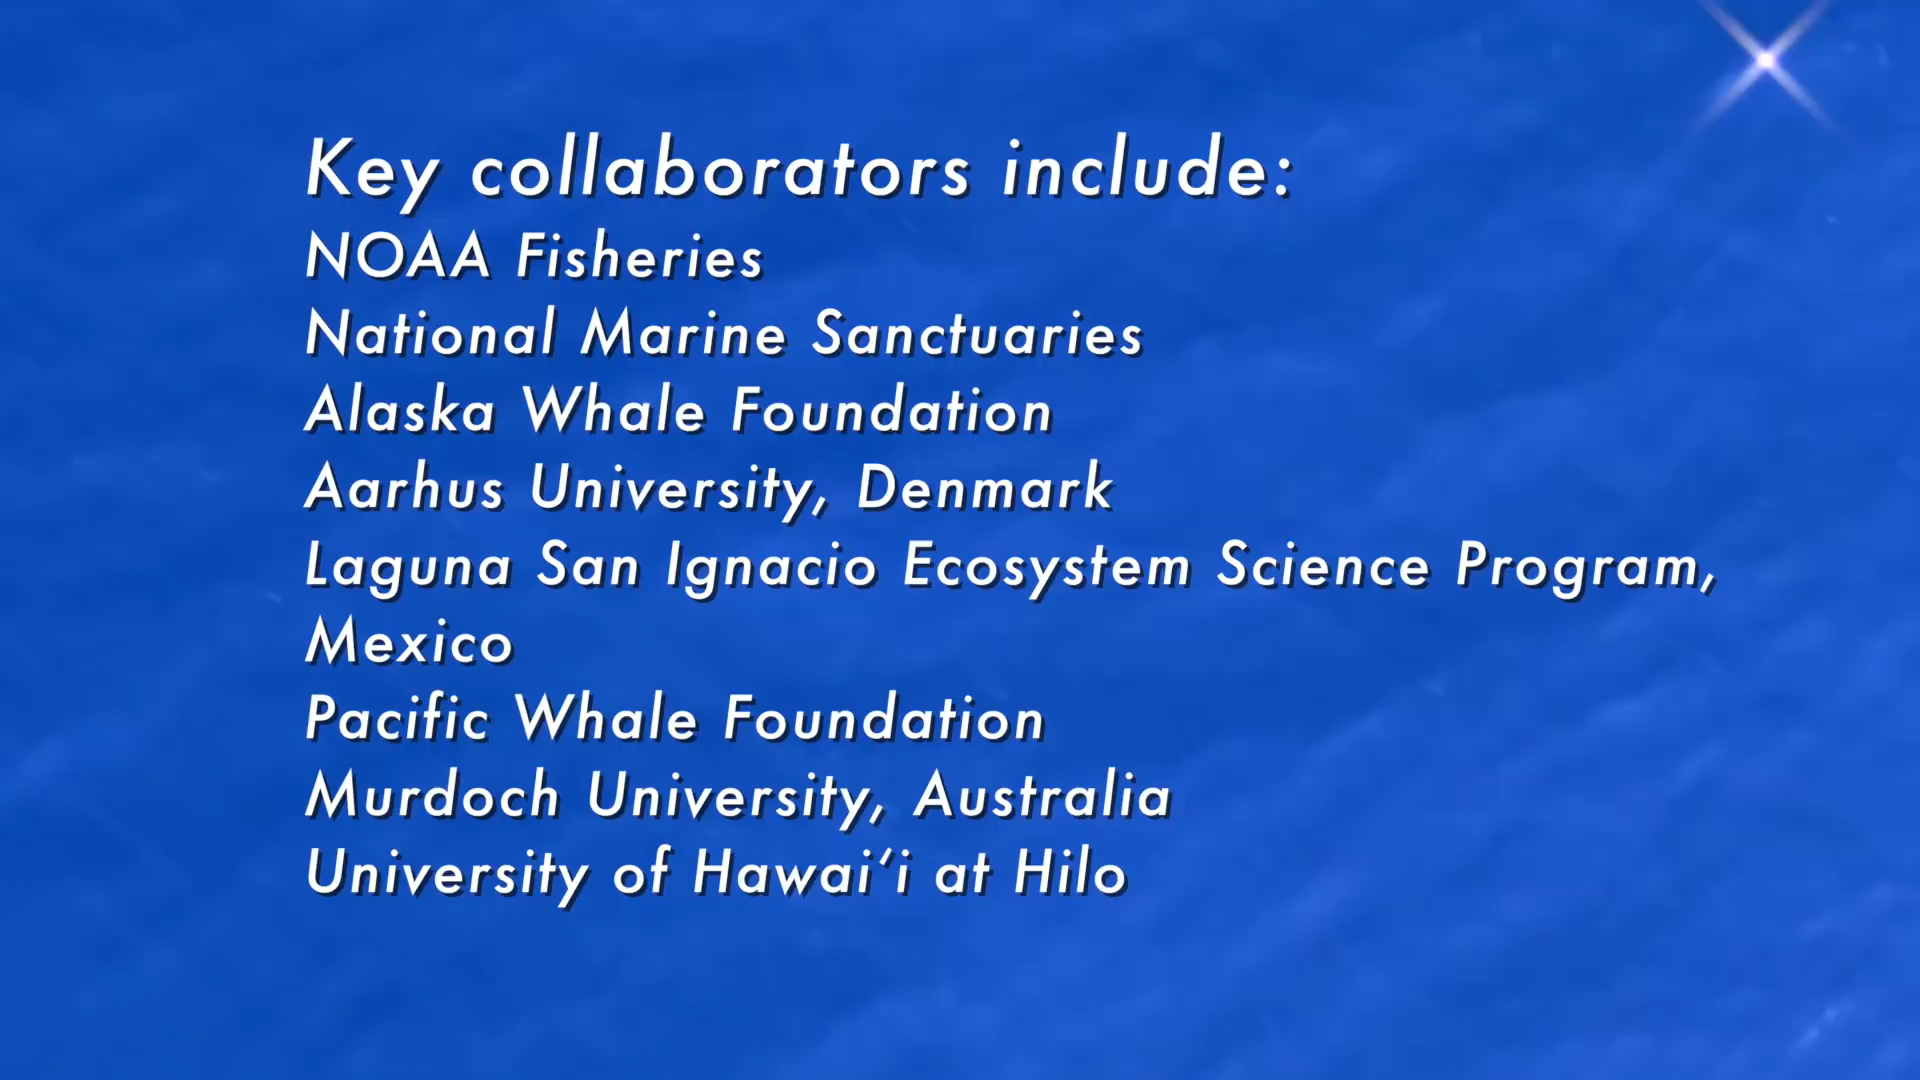 Key collaborators include:
NOAA Fisheries
National Marine Sanctuaries
Alaska Whale Foundation
Aarhus University, Denmark
Laguna San Ignacio Ecosystem Science Program,
Mexico
Pacific Whale Foundation
Murdoch University, Australia
University of Hawai‘i at Hilo